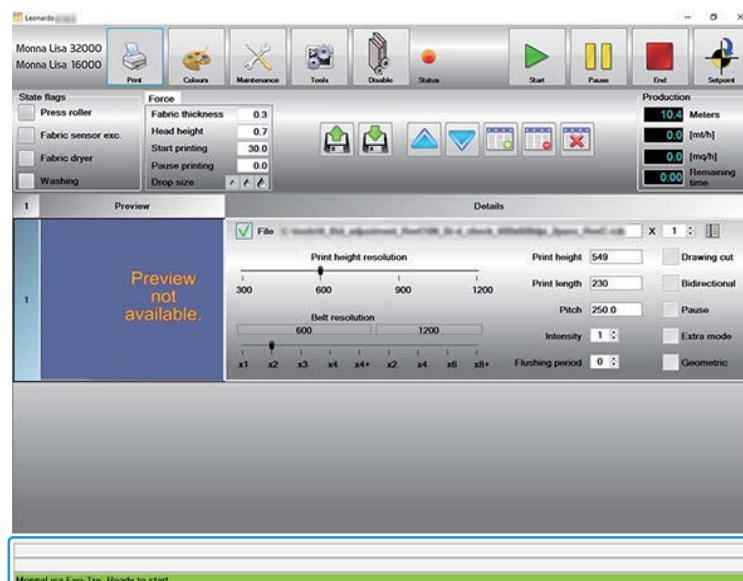 Leonardo
Monna Lisa 32000
Monna Lisa 16000
Print
Colours
Maintenance
Tools
Disable
Status
Start
Pause
End
Setpoint
State flags
Press roller
Fabric sensor exc.
Fabric dryer
Washing
Force
Fabric thickness 0.3
Head height 0.7
Start printing 30.0
Pause printing 0.0
Drop size
Production
10.4 Meters
0.0 [mt/h]
0.0 [mq/h]
0:00 Remaining
time
1 Preview Details
1
Preview
not
available.
File
X 1
Print height resolution
300 600 900 1200
Belt resolution
600 1200
x1 x2 x3 x4 x4+ x2 x4 x6 x8+
Print height 549
Print length 230
Pitch 250.0
Intensity 1
Flushing period 0
Drawing cut
Bidirectional
Pause
Extra mode
Geometric
MonnaLisa Evo-Tre: Ready to start